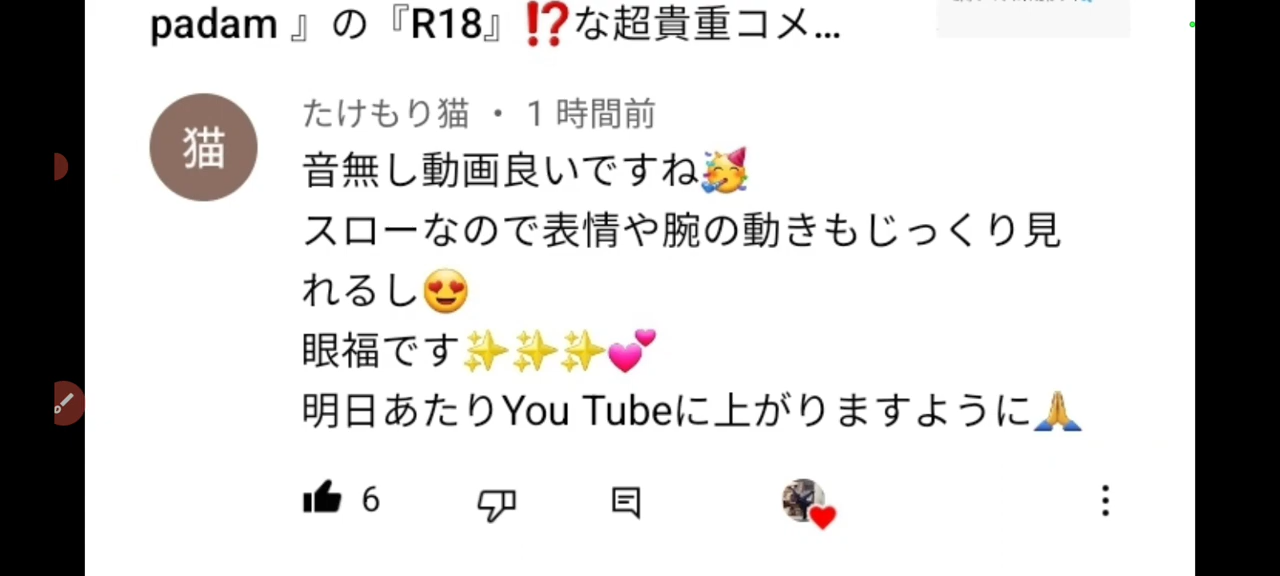 padam 』の『R18』⁉️な超貴重コメ...
猫
たけもり猫 ・ 1 時間前
音無し動画良いですね🥳
スローなので表情や腕の動きもじっくり見
れるし😍
眼福です✨✨✨💕
明日あたりYou Tubeに上がりますように🙏
6